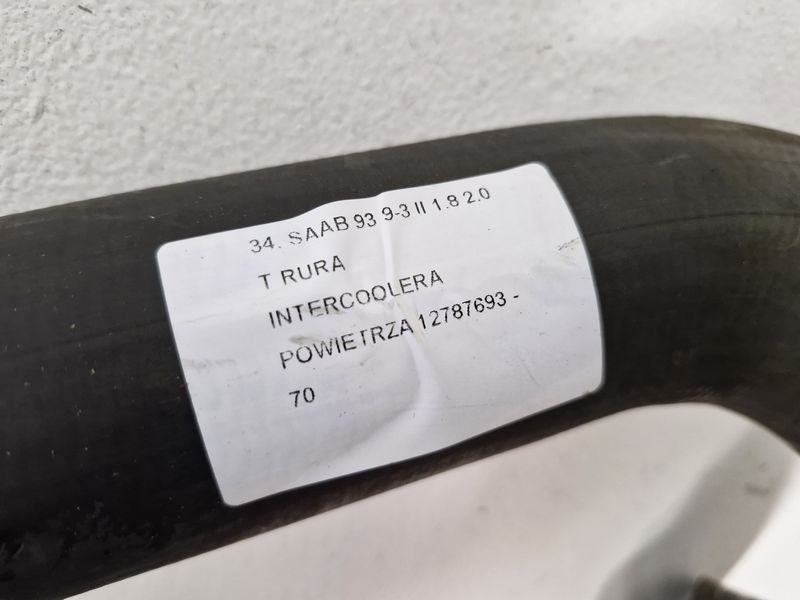 34. SAAB 93 9-3 II 1.8 2.0
T RURA
INTERCOOLERA
POWIETRZA 12787693 -
70